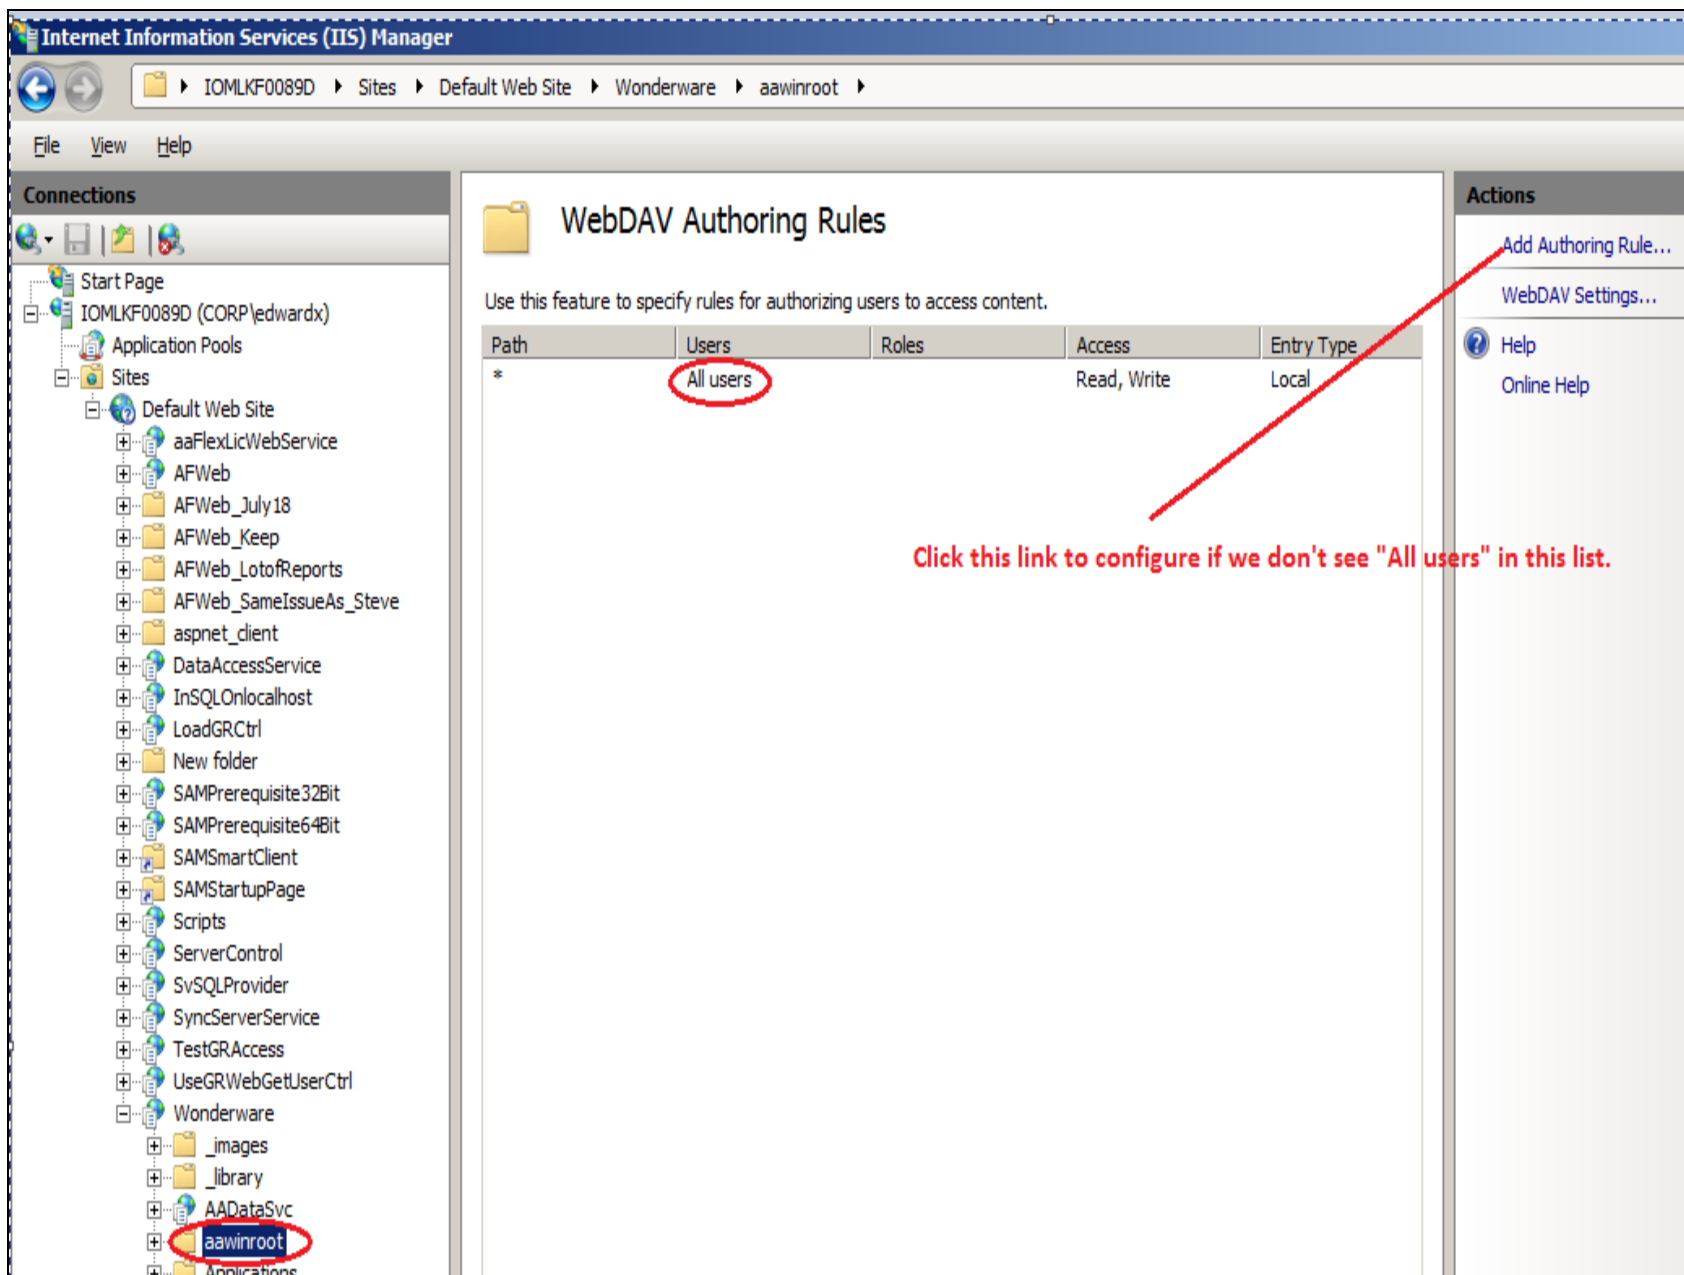 Internet Information Services (IIS) Manager
IOMLKF0089D Sites Default Web Site Wonderware aawinroot
File View Help
Connections
Start Page
IOMLKF0089D (CORP\edwardx)
Application Pools
Sites
Default Web Site
aaFlexLicWebService
AFWeb
AFWeb_July18
AFWeb_Keep
AFWeb_LotofReports
AFWeb_SameIssueAs_Steve
aspnet_client
DataAccessService
InSQLOnlocalhost
LoadGRCtrl
New folder
SAMPrerequisite32Bit
SAMPrerequisite64Bit
SAMSmartClient
SAMStartupPage
Scripts
ServerControl
SvSQLProvider
SyncServerService
TestGRAccess
UseGRWebGetUserCtrl
Wonderware
_images
_library
AADataSvc
aawinroot
Applications
WebDAV Authoring Rules
Use this feature to specify rules for authorizing users to access content.
Path Users Roles Access Entry Type
* All users Read, Write Local
Click this link to configure if we don't see "All users" in this list.
Actions
Add Authoring Rule...
WebDAV Settings...
Help
Online Help